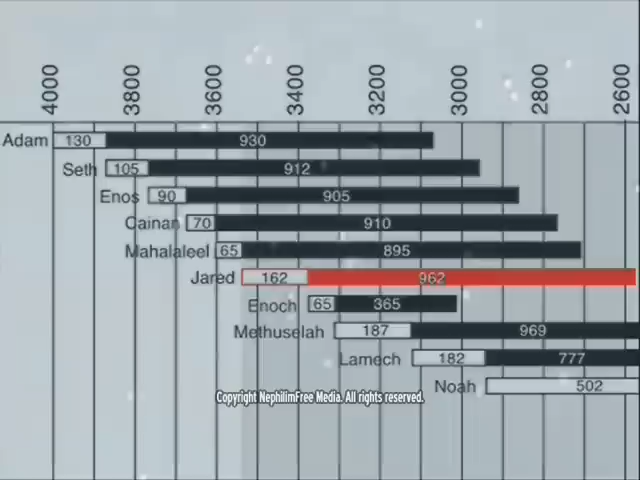 4000 3800 3600 3400 3200 3000 2800 2600
Adam 130 930
Seth 105 912
Enos 90 905
Cainan 70 910
Mahalaleel 65 895
Jared 162 962
Enoch 65 365
Methuselah 187 969
Lamech 182 777
Noah 502
Copyright NephilimFree Media. All rights reserved.